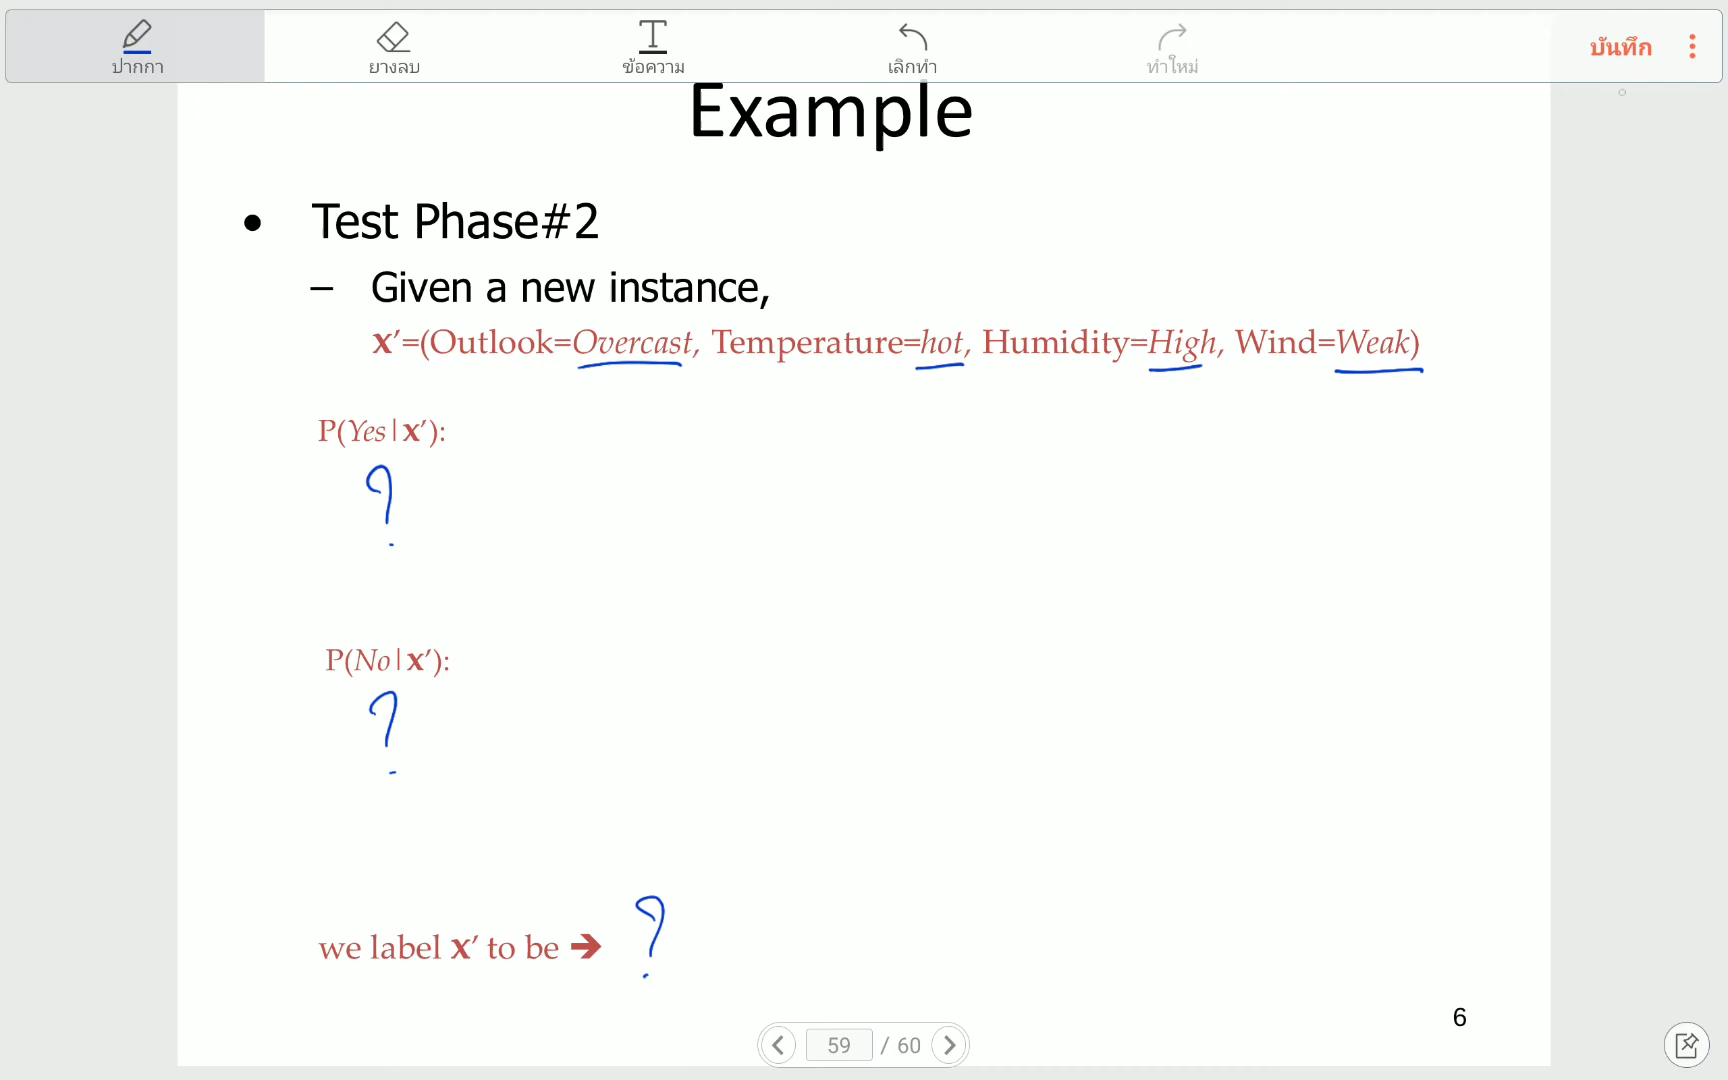 ปากกา ยางลบ ข้อความ เลิกทำ ทำใหม่ บันทึก
Example
• Test Phase#2
– Given a new instance,
x'=(Outlook=Overcast, Temperature=hot, Humidity=High, Wind=Weak)
P(Yes|x'):
?
P(No|x'):
?
we label x' to be ➔ ?
6
59 / 60